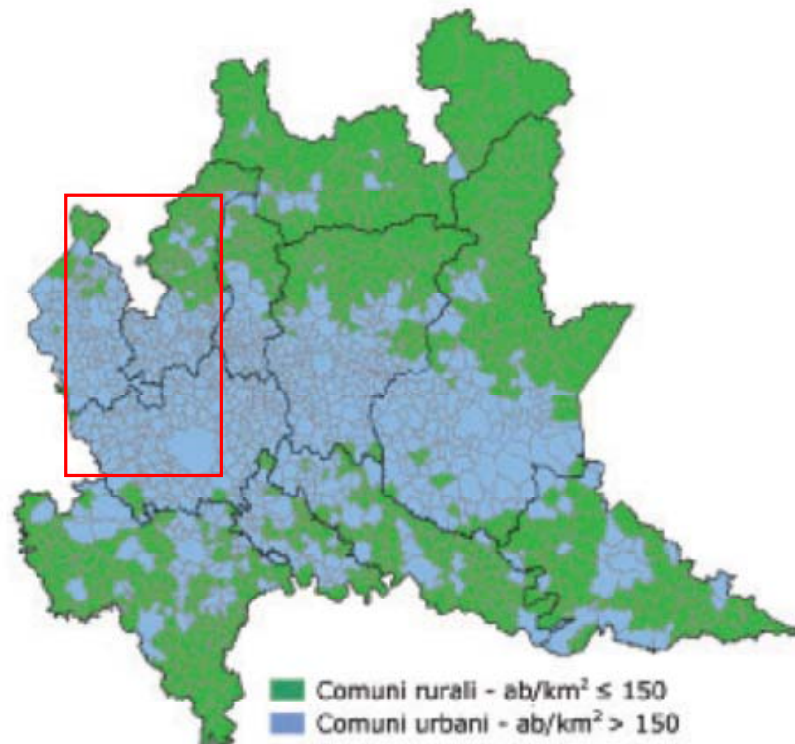 Comuni rurali - ab/km² ≤ 150
Comuni urbani - ab/km² > 150